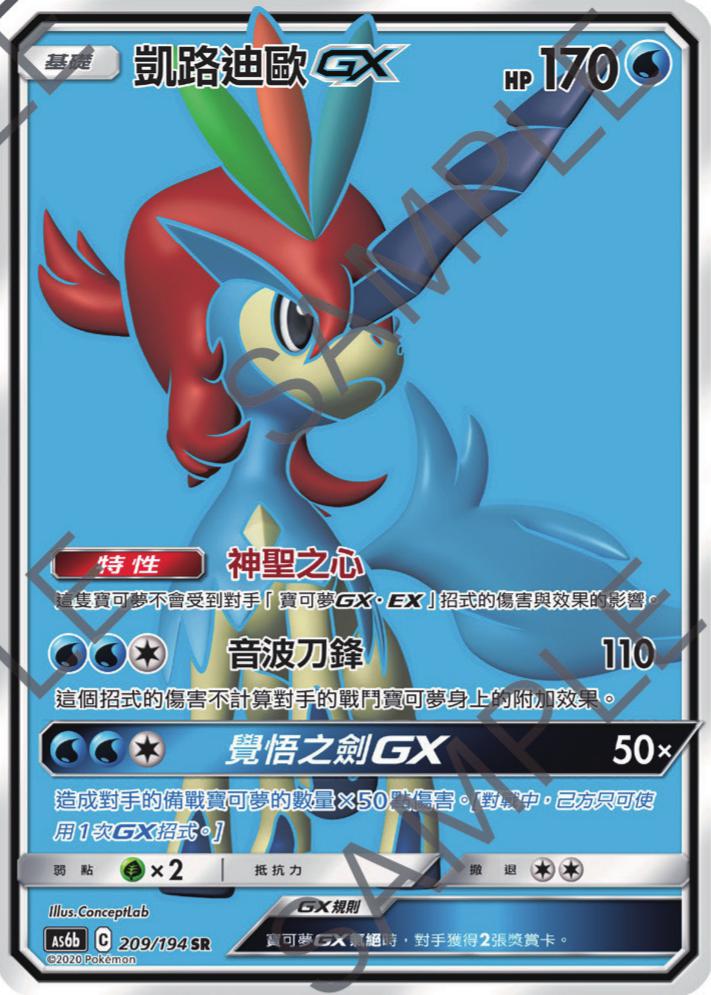 基礎 凱路迪歐GX HP170
特性 神聖之心
這隻寶可夢不會受到對手「寶可夢GX・EX」招式的傷害與效果的影響。
音波刀鋒 110
這個招式的傷害不計算對手的戰鬥寶可夢身上的附加效果。
覺悟之劍GX 50×
造成對手的備戰寶可夢的數量×50點傷害。[對戰中,己方只可使
用1次GX招式。]
弱點 ×2 抵抗力 撤退
Illus.ConceptLab GX規則
AS6b C 209/194 SR 寶可夢GX氣絕時,對手獲得2張獎賞卡。
©2020 Pokémon
SAMPLE
SAMPLE